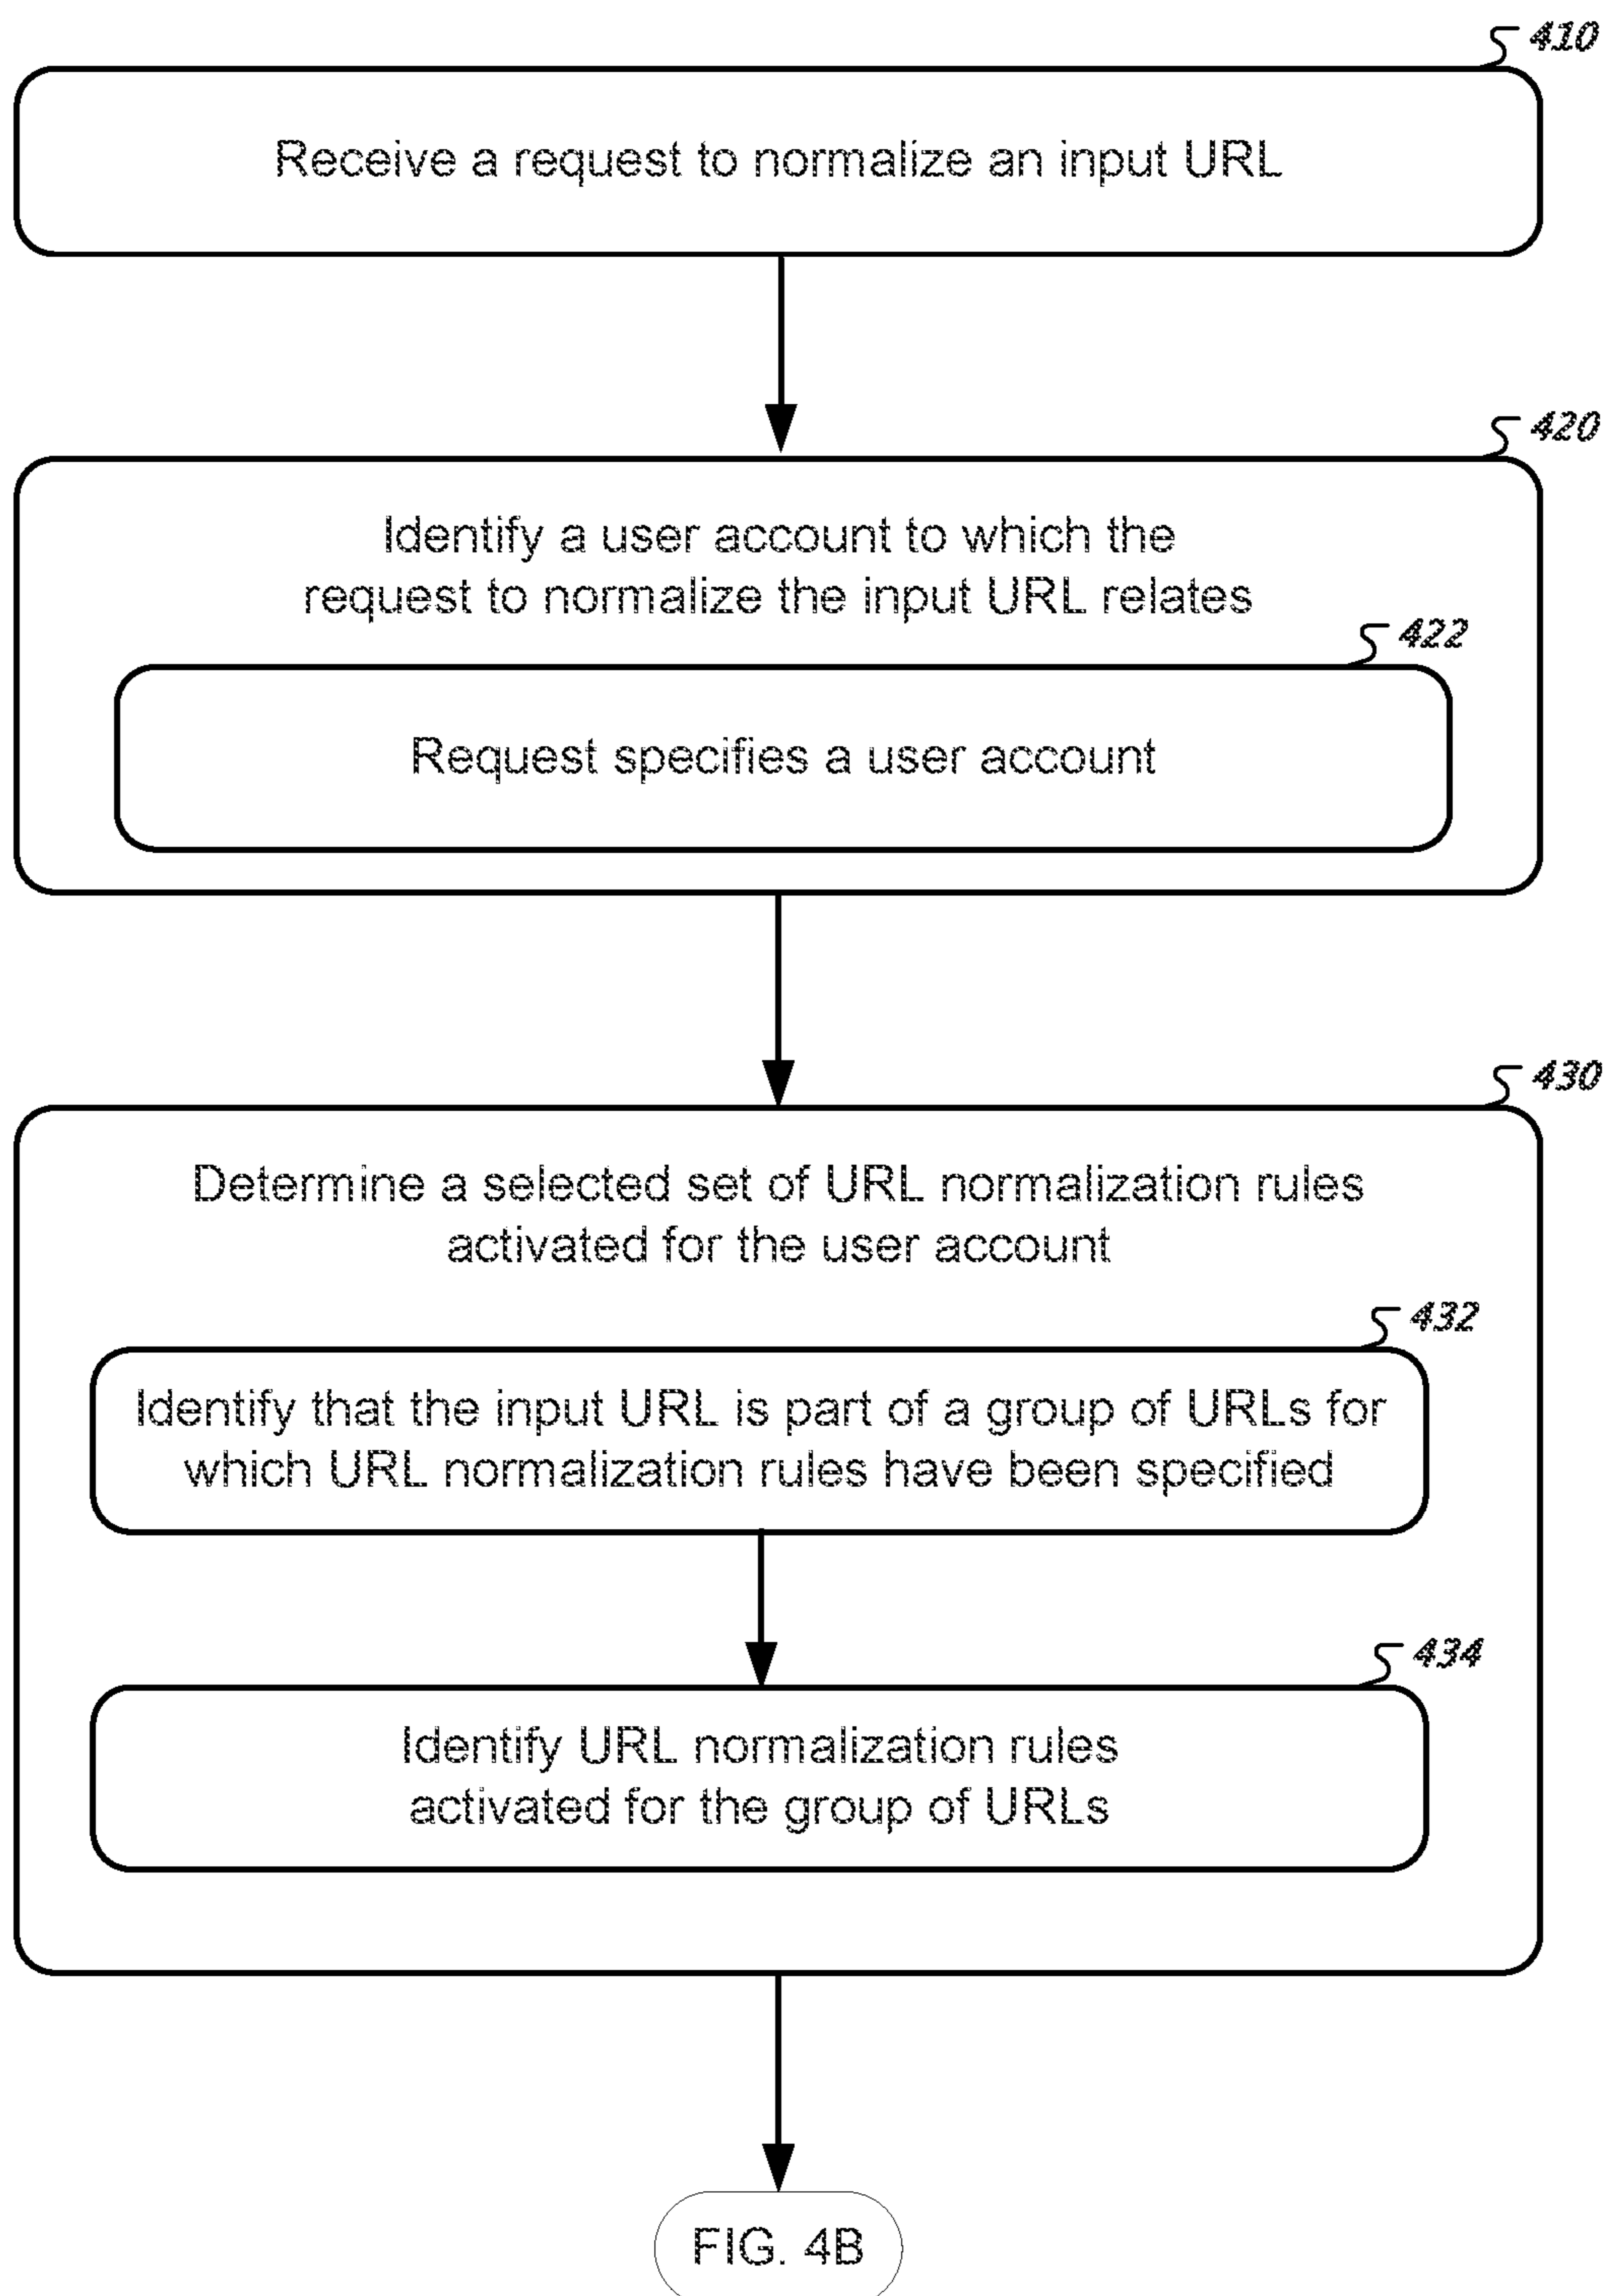 410
Receive a request to normalize an input URL
420
Identify a user account to which the
request to normalize the input URL relates
422
Request specifies a user account
430
Determine a selected set of URL normalization rules
activated for the user account
432
Identify that the input URL is part of a group of URLs for
which URL normalization rules have been specified
434
Identify URL normalization rules
activated for the group of URLs
FIG. 4B